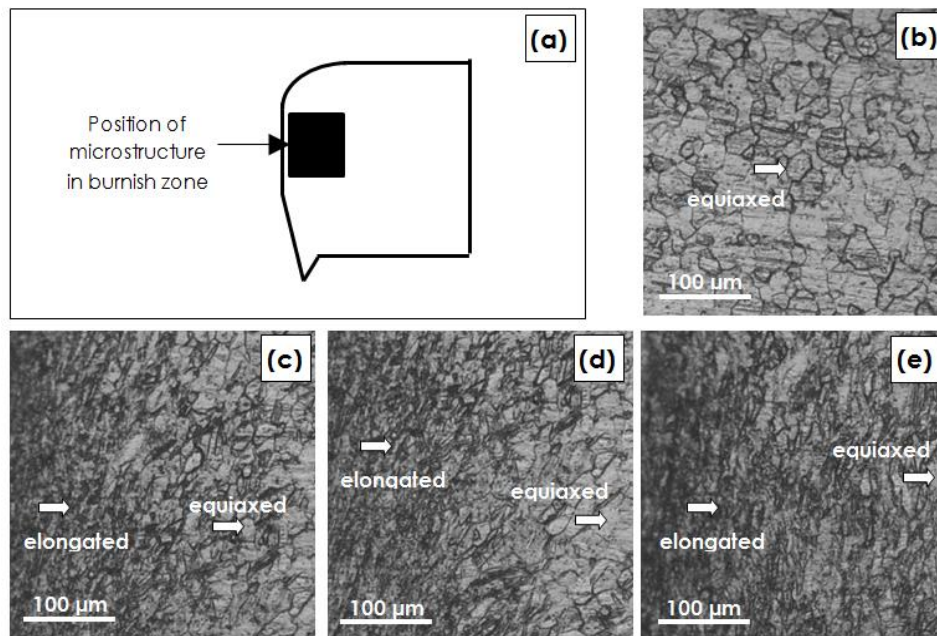 (a)
Position of
microstructure
in burnish zone
(b)
equiaxed
100 µm
(c)
equiaxed
elongated
100 µm
(d)
elongated
equiaxed
100 µm
(e)
equiaxed
elongated
100 µm